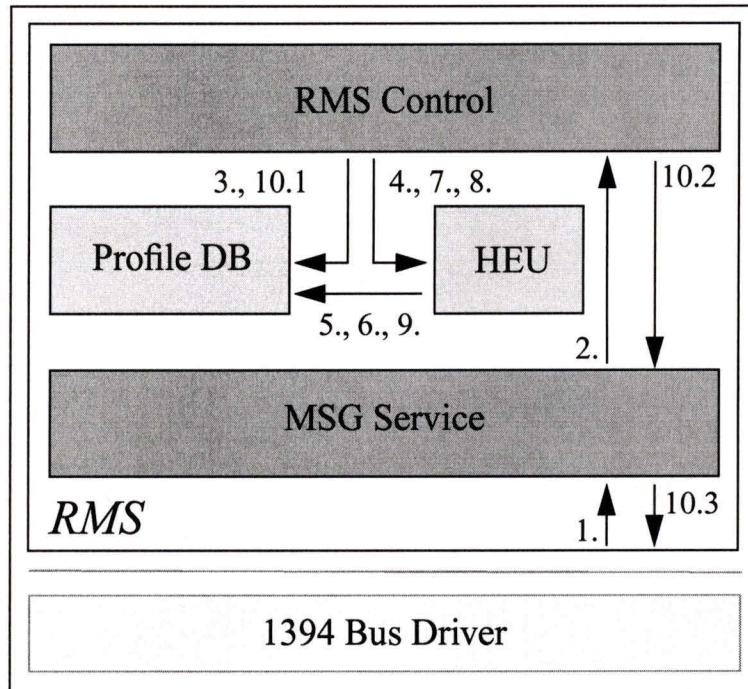 RMS Control
3., 10.1
4., 7., 8.
10.2
Profile DB
HEU
5., 6., 9.
2.
MSG Service
RMS
1.
10.3
1394 Bus Driver